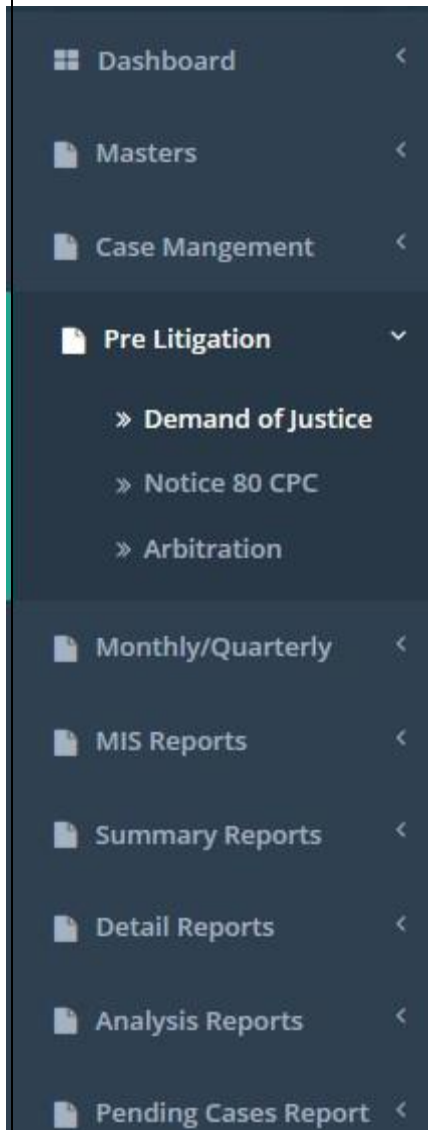 Dashboard
Masters
Case Mangement
Pre Litigation
» Demand of Justice
» Notice 80 CPC
» Arbitration
Monthly/Quarterly
MIS Reports
Summary Reports
Detail Reports
Analysis Reports
Pending Cases Report